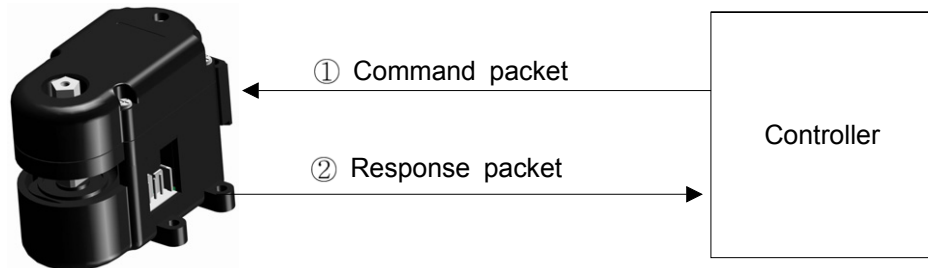 ① Command packet
Controller
② Response packet